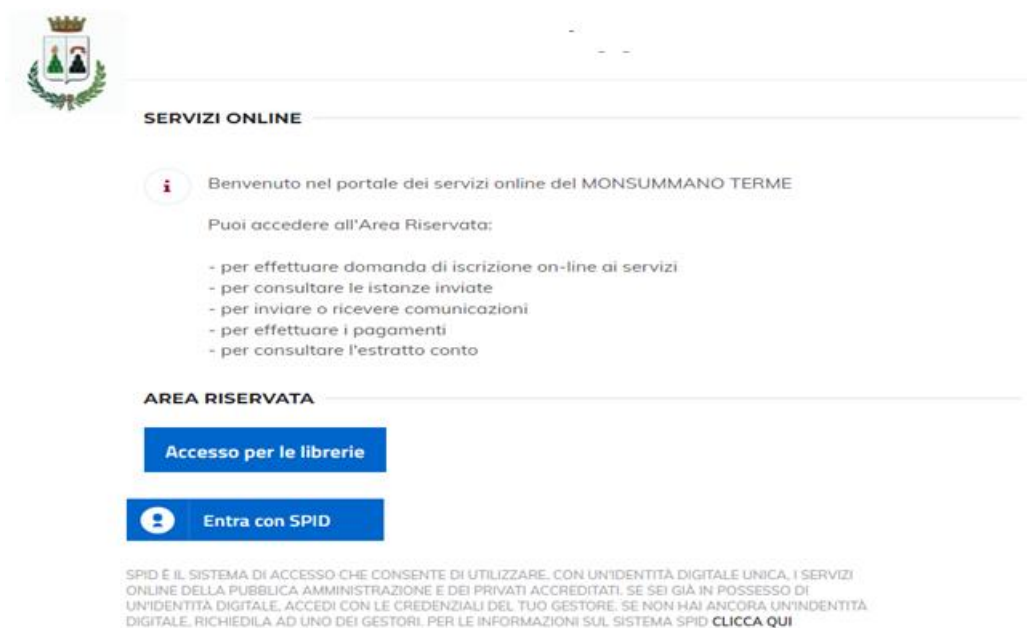 SERVIZI ONLINE
i
Benvenuto nel portale dei servizi online del MONSUMMANO TERME
Puoi accedere all'Area Riservata:
- per effettuare domanda di iscrizione on-line ai servizi
- per consultare le istanze inviate
- per inviare o ricevere comunicazioni
- per effettuare i pagamenti
- per consultare l'estratto conto
AREA RISERVATA
Accesso per le librerie
Entra con SPID
SPID È IL SISTEMA DI ACCESSO CHE CONSENTE DI UTILIZZARE, CON UN'IDENTITÀ DIGITALE UNICA, I SERVIZI
ONLINE DELLA PUBBLICA AMMINISTRAZIONE E DEI PRIVATI ACCREDITATI. SE SEI GIÀ IN POSSESSO DI
UN'IDENTITÀ DIGITALE, ACCEDI CON LE CREDENZIALI DEL TUO GESTORE. SE NON HAI ANCORA UN'INDENTITÀ
DIGITALE, RICHIEDILA AD UNO DEI GESTORI. PER LE INFORMAZIONI SUL SISTEMA SPID CLICCA QUI